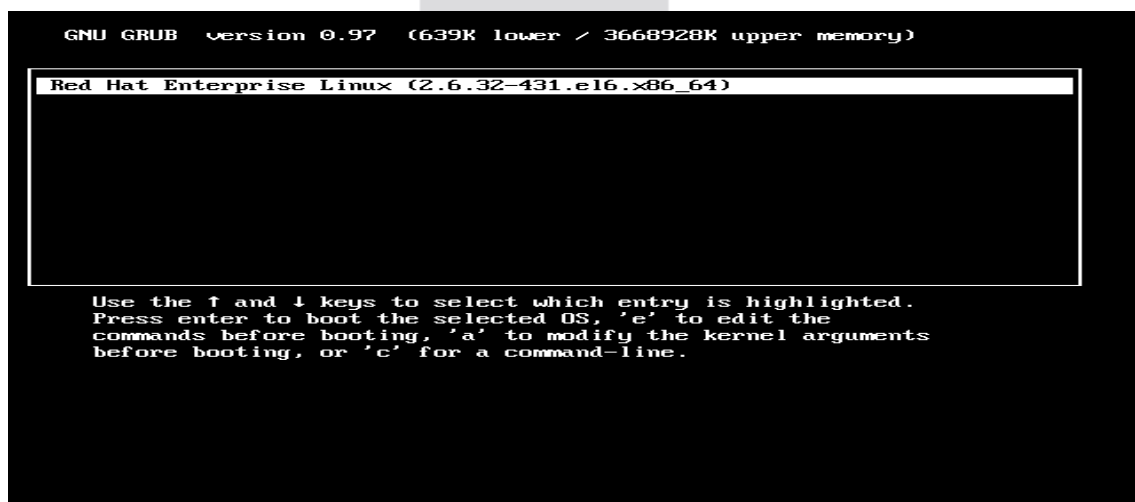 GNU GRUB  version 0.97  (639K lower / 3668928K upper memory)
Red Hat Enterprise Linux (2.6.32-431.el6.x86_64)
Use the ↑ and ↓ keys to select which entry is highlighted.
Press enter to boot the selected OS, 'e' to edit the
commands before booting, 'a' to modify the kernel arguments
before booting, or 'c' for a command-line.